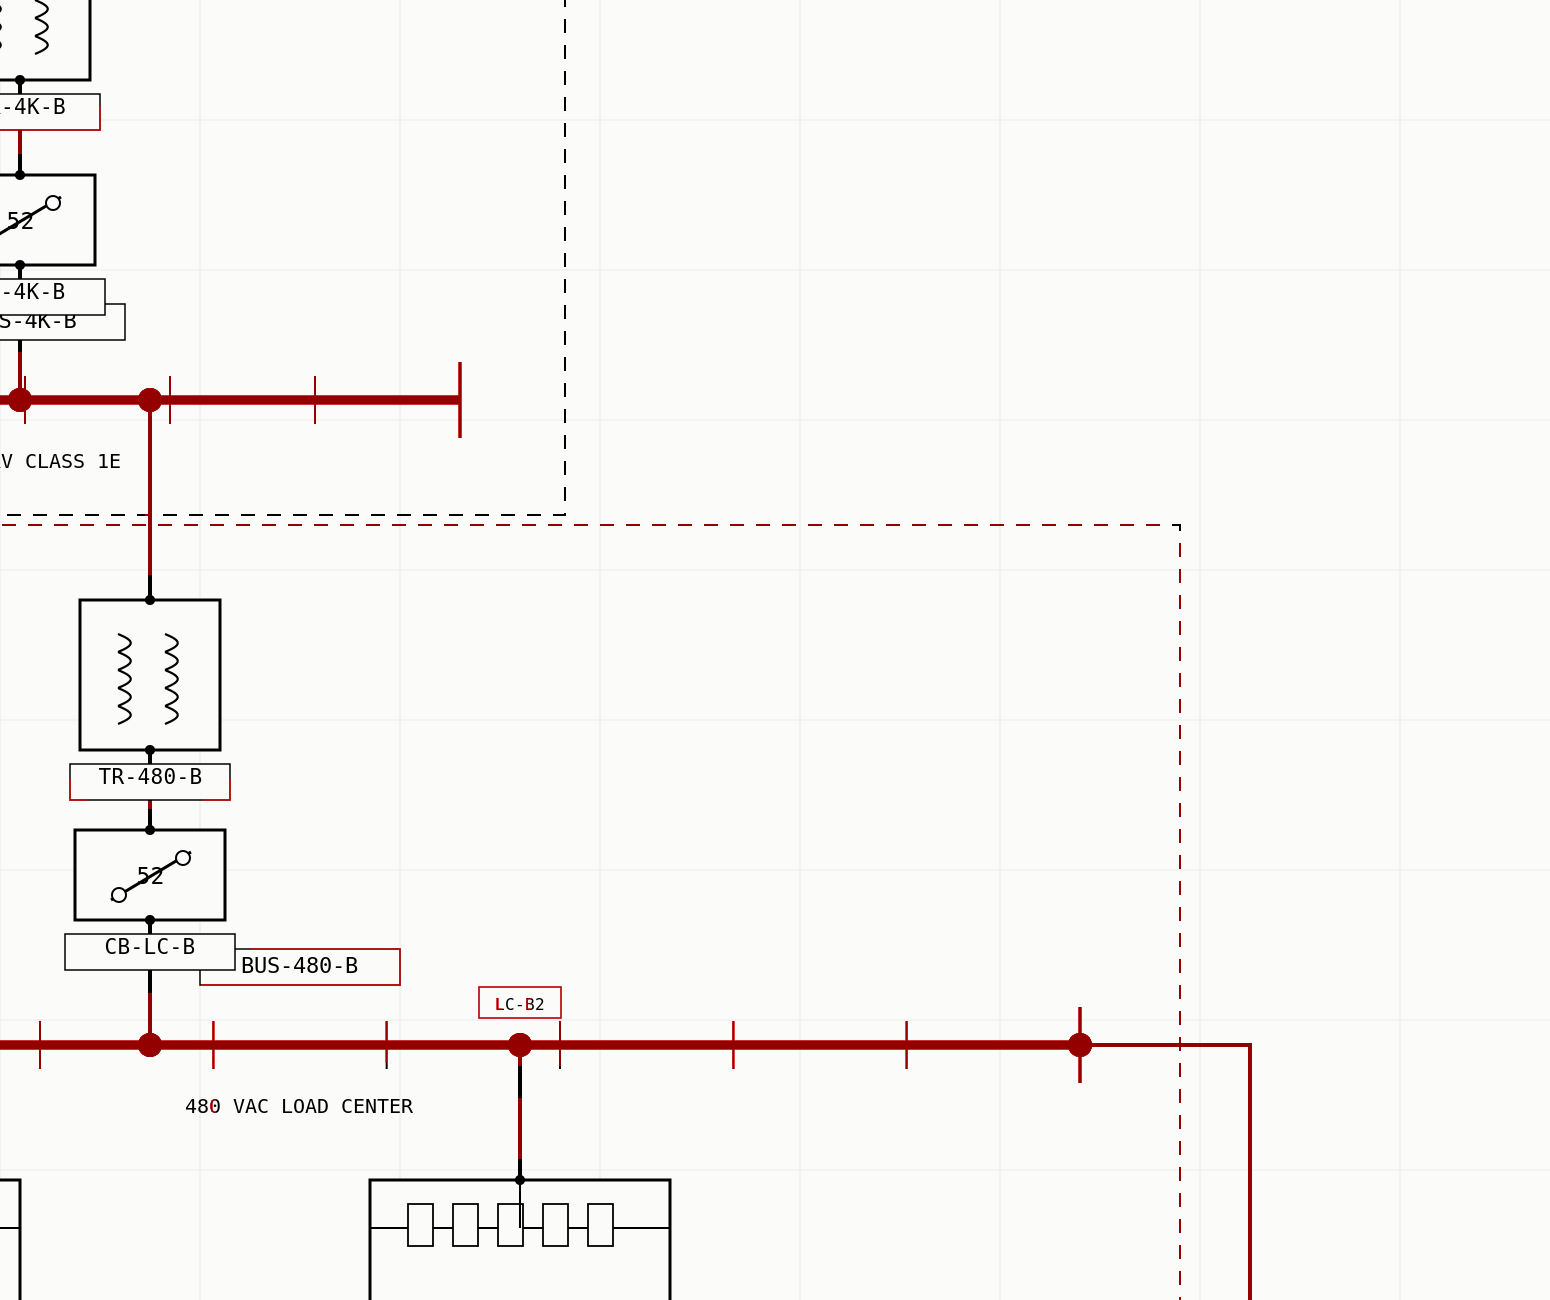 -4K-B
52
-4K-B
S-4K-B
V CLASS 1E
TR-480-B
52
CB-LC-B
BUS-480-B
LC-B2
480 VAC LOAD CENTER